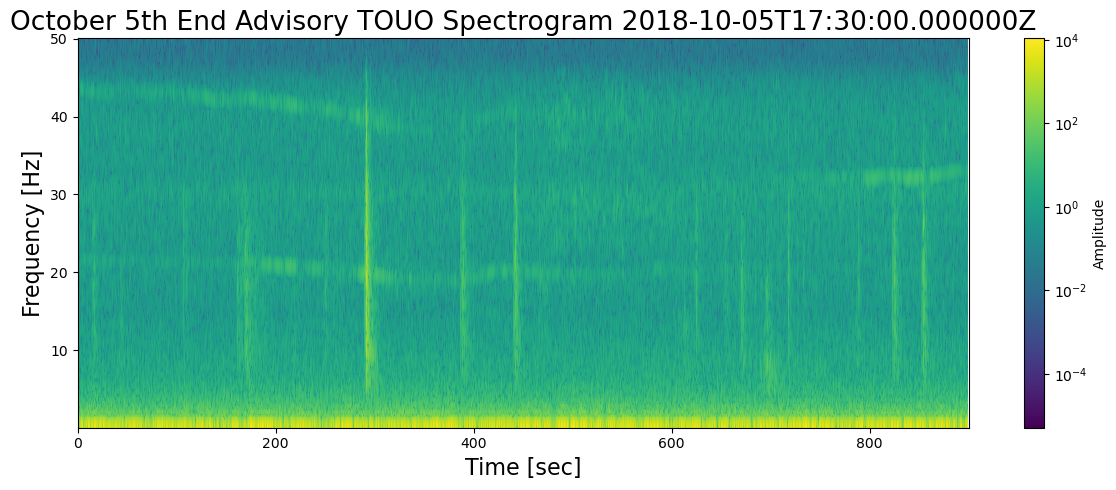 October 5th End Advisory TOUO Spectrogram 2018-10-05T17:30:00.000000Z
50
40
30
20
10
Frequency [Hz]
0 200 400 600 800
Time [sec]
10^4
10^2
10^0
10^-2
10^-4
Amplitude